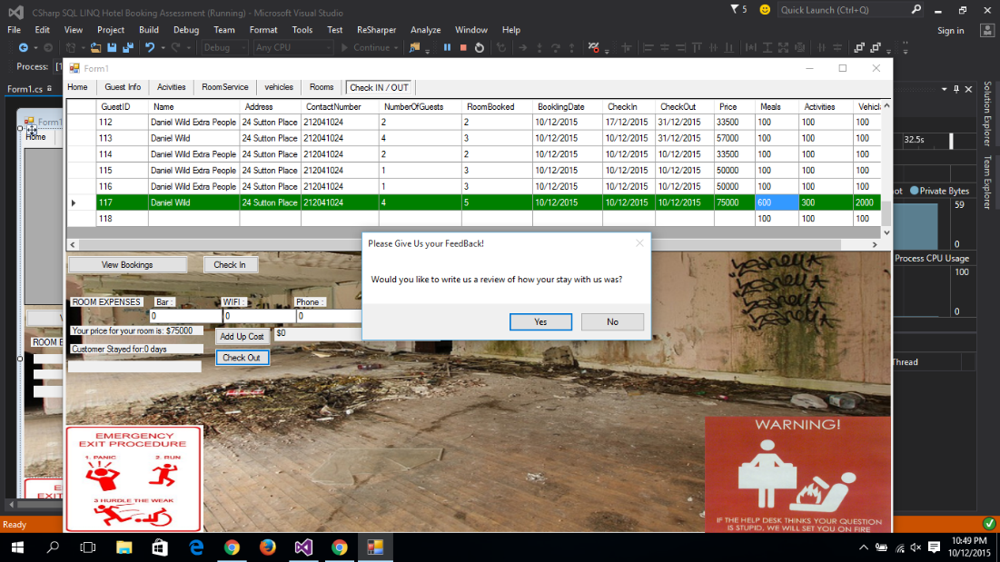 CSharp SQL LINQ Hotel Booking Assessment (Running) - Microsoft Visual Studio
5
Quick Launch (Ctrl+Q)
File Edit View Project Build Debug Team Format Tools Test ReSharper Analyze Window Help
Sign in
Debug Any CPU Continue
Process: [1
Form1.cs
Form1
Home
ROOM E
EXIT
Form1
Home Guest Info Acivities RoomService vehicles Rooms Check IN / OUT
GuestID Name Address ContactNumber NumberOfGuests RoomBooked BooklingDate CheckIn CheckOut Price Meals Activities Vehicl
112 Daniel Wild Extra People 24 Sutton Place 212041024 2 2 10/12/2015 17/12/2015 31/12/2015 33500 100 100 100
113 Daniel Wild 24 Sutton Place 212041024 4 3 10/12/2015 10/12/2015 31/12/2015 57000 100 100 100
114 Daniel Wild Extra People 24 Sutton Place 212041024 2 2 10/12/2015 10/12/2015 31/12/2015 33500 100 100 100
115 Daniel Wild Extra People 24 Sutton Place 212041024 1 3 10/12/2015 10/12/2015 10/12/2015 50000 100 100 100
116 Daniel Wild Extra People 24 Sutton Place 212041024 1 3 10/12/2015 10/12/2015 10/12/2015 50000 100 100 100
117 Daniel Wild 24 Sutton Place 212041024 4 5 10/12/2015 10/12/2015 10/12/2015 75000 600 300 2000
118 100 100 100
View Bookings Check In
ROOM EXPENSES Bar : WIFI : Phone :
0 0 0
Your price for your room is: $75000
Add Up Cost $0
Customer Stayed for:0 days
Check Out
Please Give Us your FeedBack!
Would you like to write us a review of how your stay with us was?
Yes No
EMERGENCY
EXIT PROCEDURE
1. PANIC 2. RUN
3 HURDLE THE WEAK
WARNING!
IF THE HELP DESK THINKS YOUR QUESTION
IS STUPID, WE WILL SET YOU ON FIRE
Solution Explorer
Team Explorer
32.5s
ot Private Bytes
59
0
Process CPU Usage
100
0
Thread
Ready
10:49 PM
10/12/2015